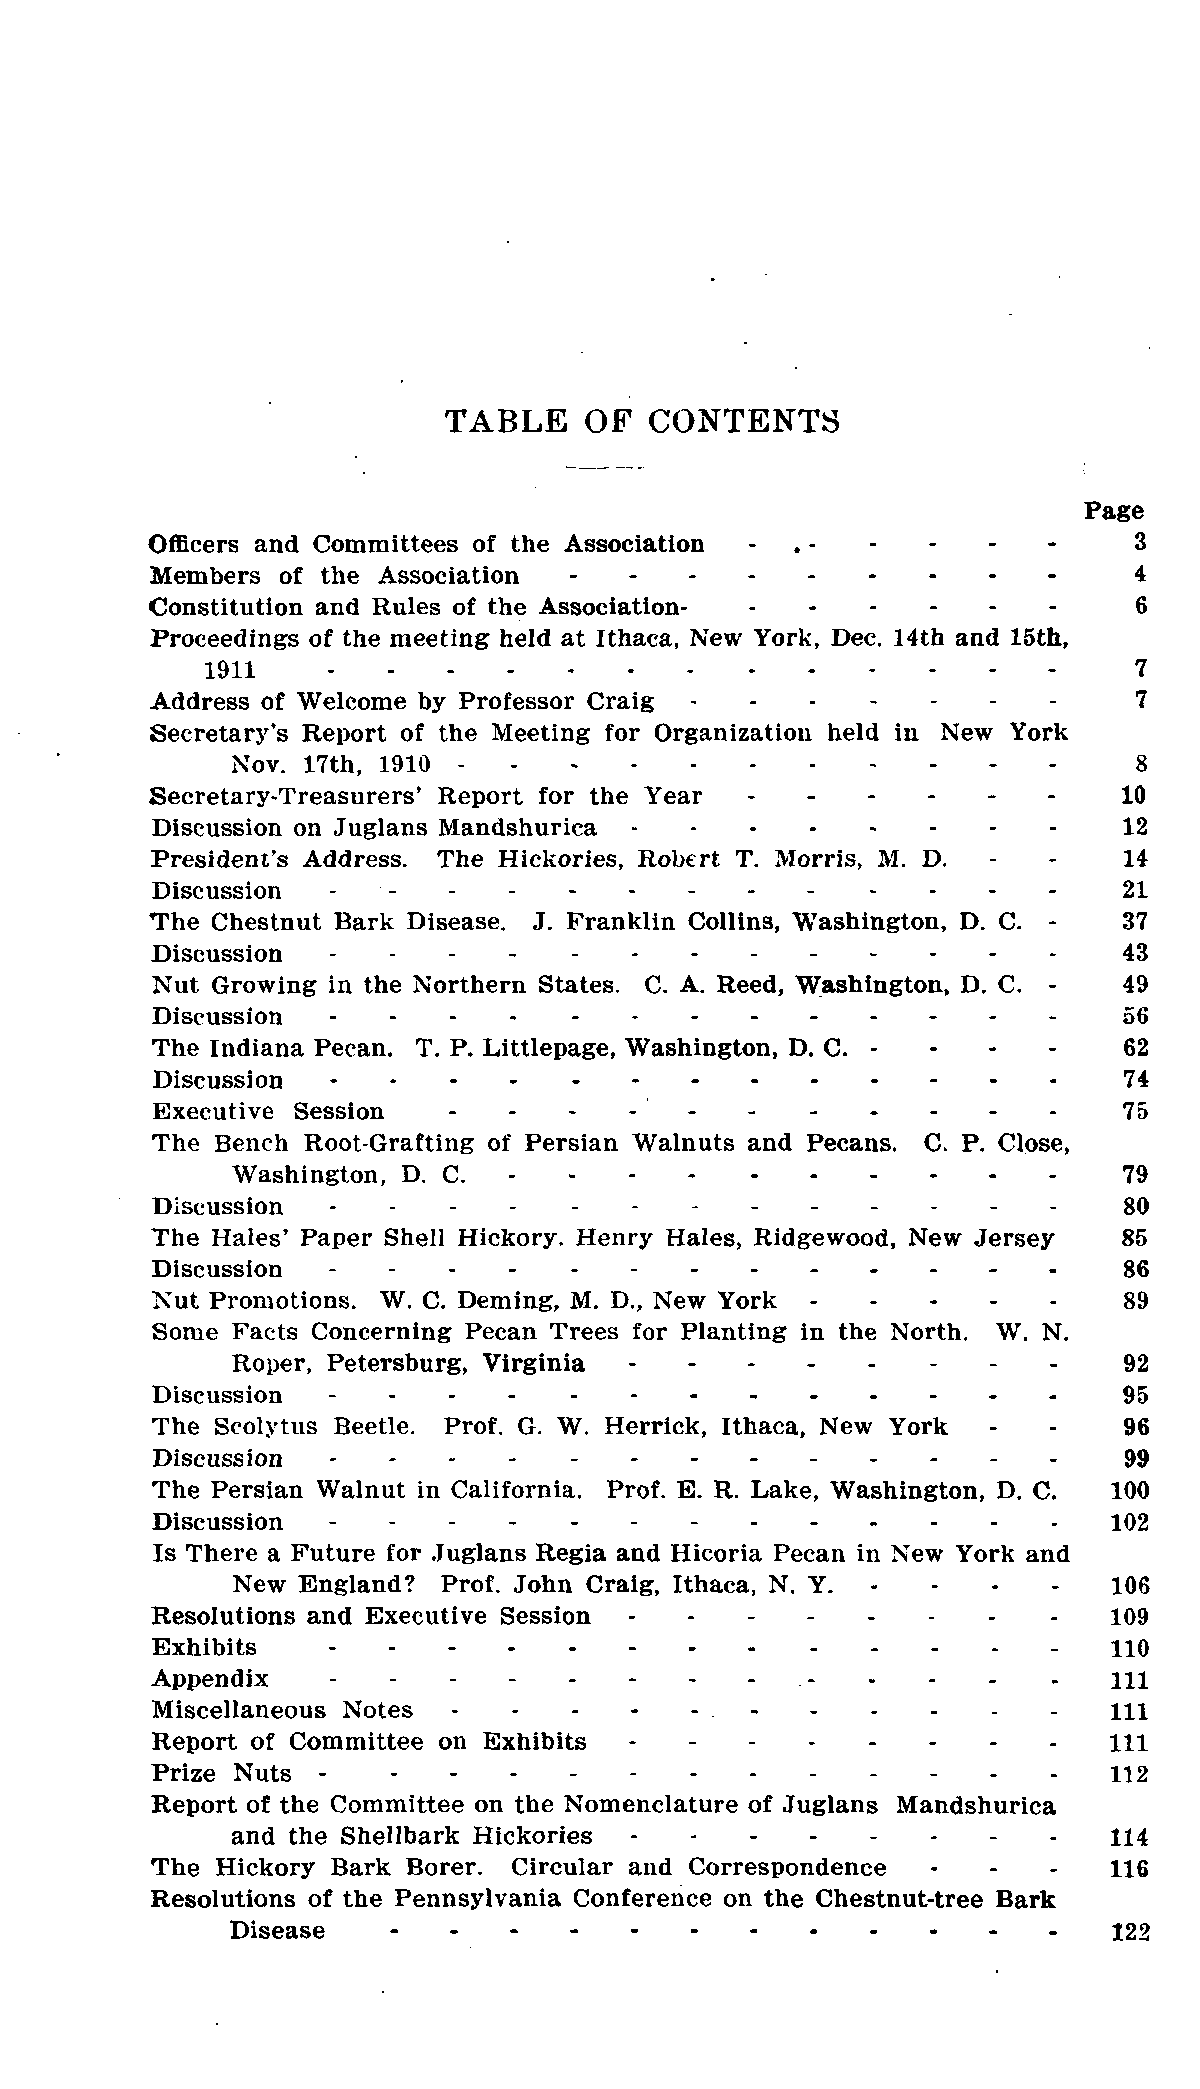 TABLE OF CONTENTS
Page
Officers and Committees of the Association - - - - - - 3
Members of the Association - - - - - - - - - 4
Constitution and Rules of the Association- - - - - - - 6
Proceedings of the meeting held at Ithaca, New York, Dec. 14th and 15th,
1911 - - - - - - - - - - - - - 7
Address of Welcome by Professor Craig - - - - - - - 7
Secretary's Report of the Meeting for Organization held in New York
Nov. 17th, 1910 - - - - - - - - - - - 8
Secretary-Treasurers' Report for the Year - - - - - - 10
Discussion on Juglans Mandshurica - - - - - - - - 12
President's Address. The Hickories, Robert T. Morris, M. D. - - 14
Discussion - - - - - - - - - - - - - 21
The Chestnut Bark Disease. J. Franklin Collins, Washington, D. C. - 37
Discussion - - - - - - - - - - - - - 43
Nut Growing in the Northern States. C. A. Reed, Washington, D. C. - 49
Discussion - - - - - - - - - - - - - 56
The Indiana Pecan. T. P. Littlepage, Washington, D. C. - - - - 62
Discussion - - - - - - - - - - - - - 74
Executive Session - - - - - - - - - - - 75
The Bench Root-Grafting of Persian Walnuts and Pecans. C. P. Close,
Washington, D. C. - - - - - - - - - - 79
Discussion - - - - - - - - - - - - - 80
The Hales' Paper Shell Hickory. Henry Hales, Ridgewood, New Jersey 85
Discussion - - - - - - - - - - - - - 86
Nut Promotions. W. C. Deming, M. D., New York - - - - - 89
Some Facts Concerning Pecan Trees for Planting in the North. W. N.
Roper, Petersburg, Virginia - - - - - - - - 92
Discussion - - - - - - - - - - - - - 95
The Scolytus Beetle. Prof. G. W. Herrick, Ithaca, New York - - 96
Discussion - - - - - - - - - - - - - 99
The Persian Walnut in California. Prof. E. R. Lake, Washington, D. C. 100
Discussion - - - - - - - - - - - - - 102
Is There a Future for Juglans Regia and Hicoria Pecan in New York and
New England? Prof. John Craig, Ithaca, N. Y. - - - - 106
Resolutions and Executive Session - - - - - - - - 109
Exhibits - - - - - - - - - - - - - 110
Appendix - - - - - - - - - - - - - 111
Miscellaneous Notes - - - - - - - - - - - 111
Report of Committee on Exhibits - - - - - - - - 111
Prize Nuts - - - - - - - - - - - - - 112
Report of the Committee on the Nomenclature of Juglans Mandshurica
and the Shellbark Hickories - - - - - - - - 114
The Hickory Bark Borer. Circular and Correspondence - - - 116
Resolutions of the Pennsylvania Conference on the Chestnut-tree Bark
Disease - - - - - - - - - - - - 122